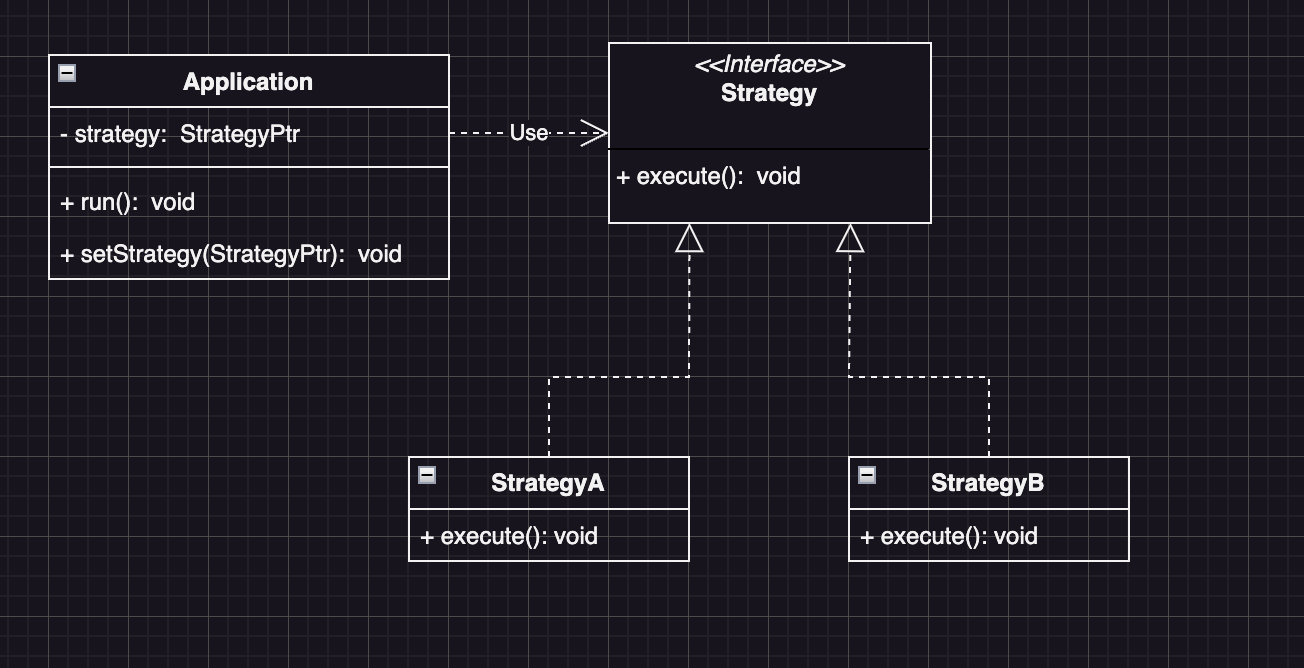 Application
- strategy:  StrategyPtr
+ run():  void
+ setStrategy(StrategyPtr):  void
Use
<<Interface>>
Strategy
+ execute():  void
StrategyA
+ execute(): void
StrategyB
+ execute(): void